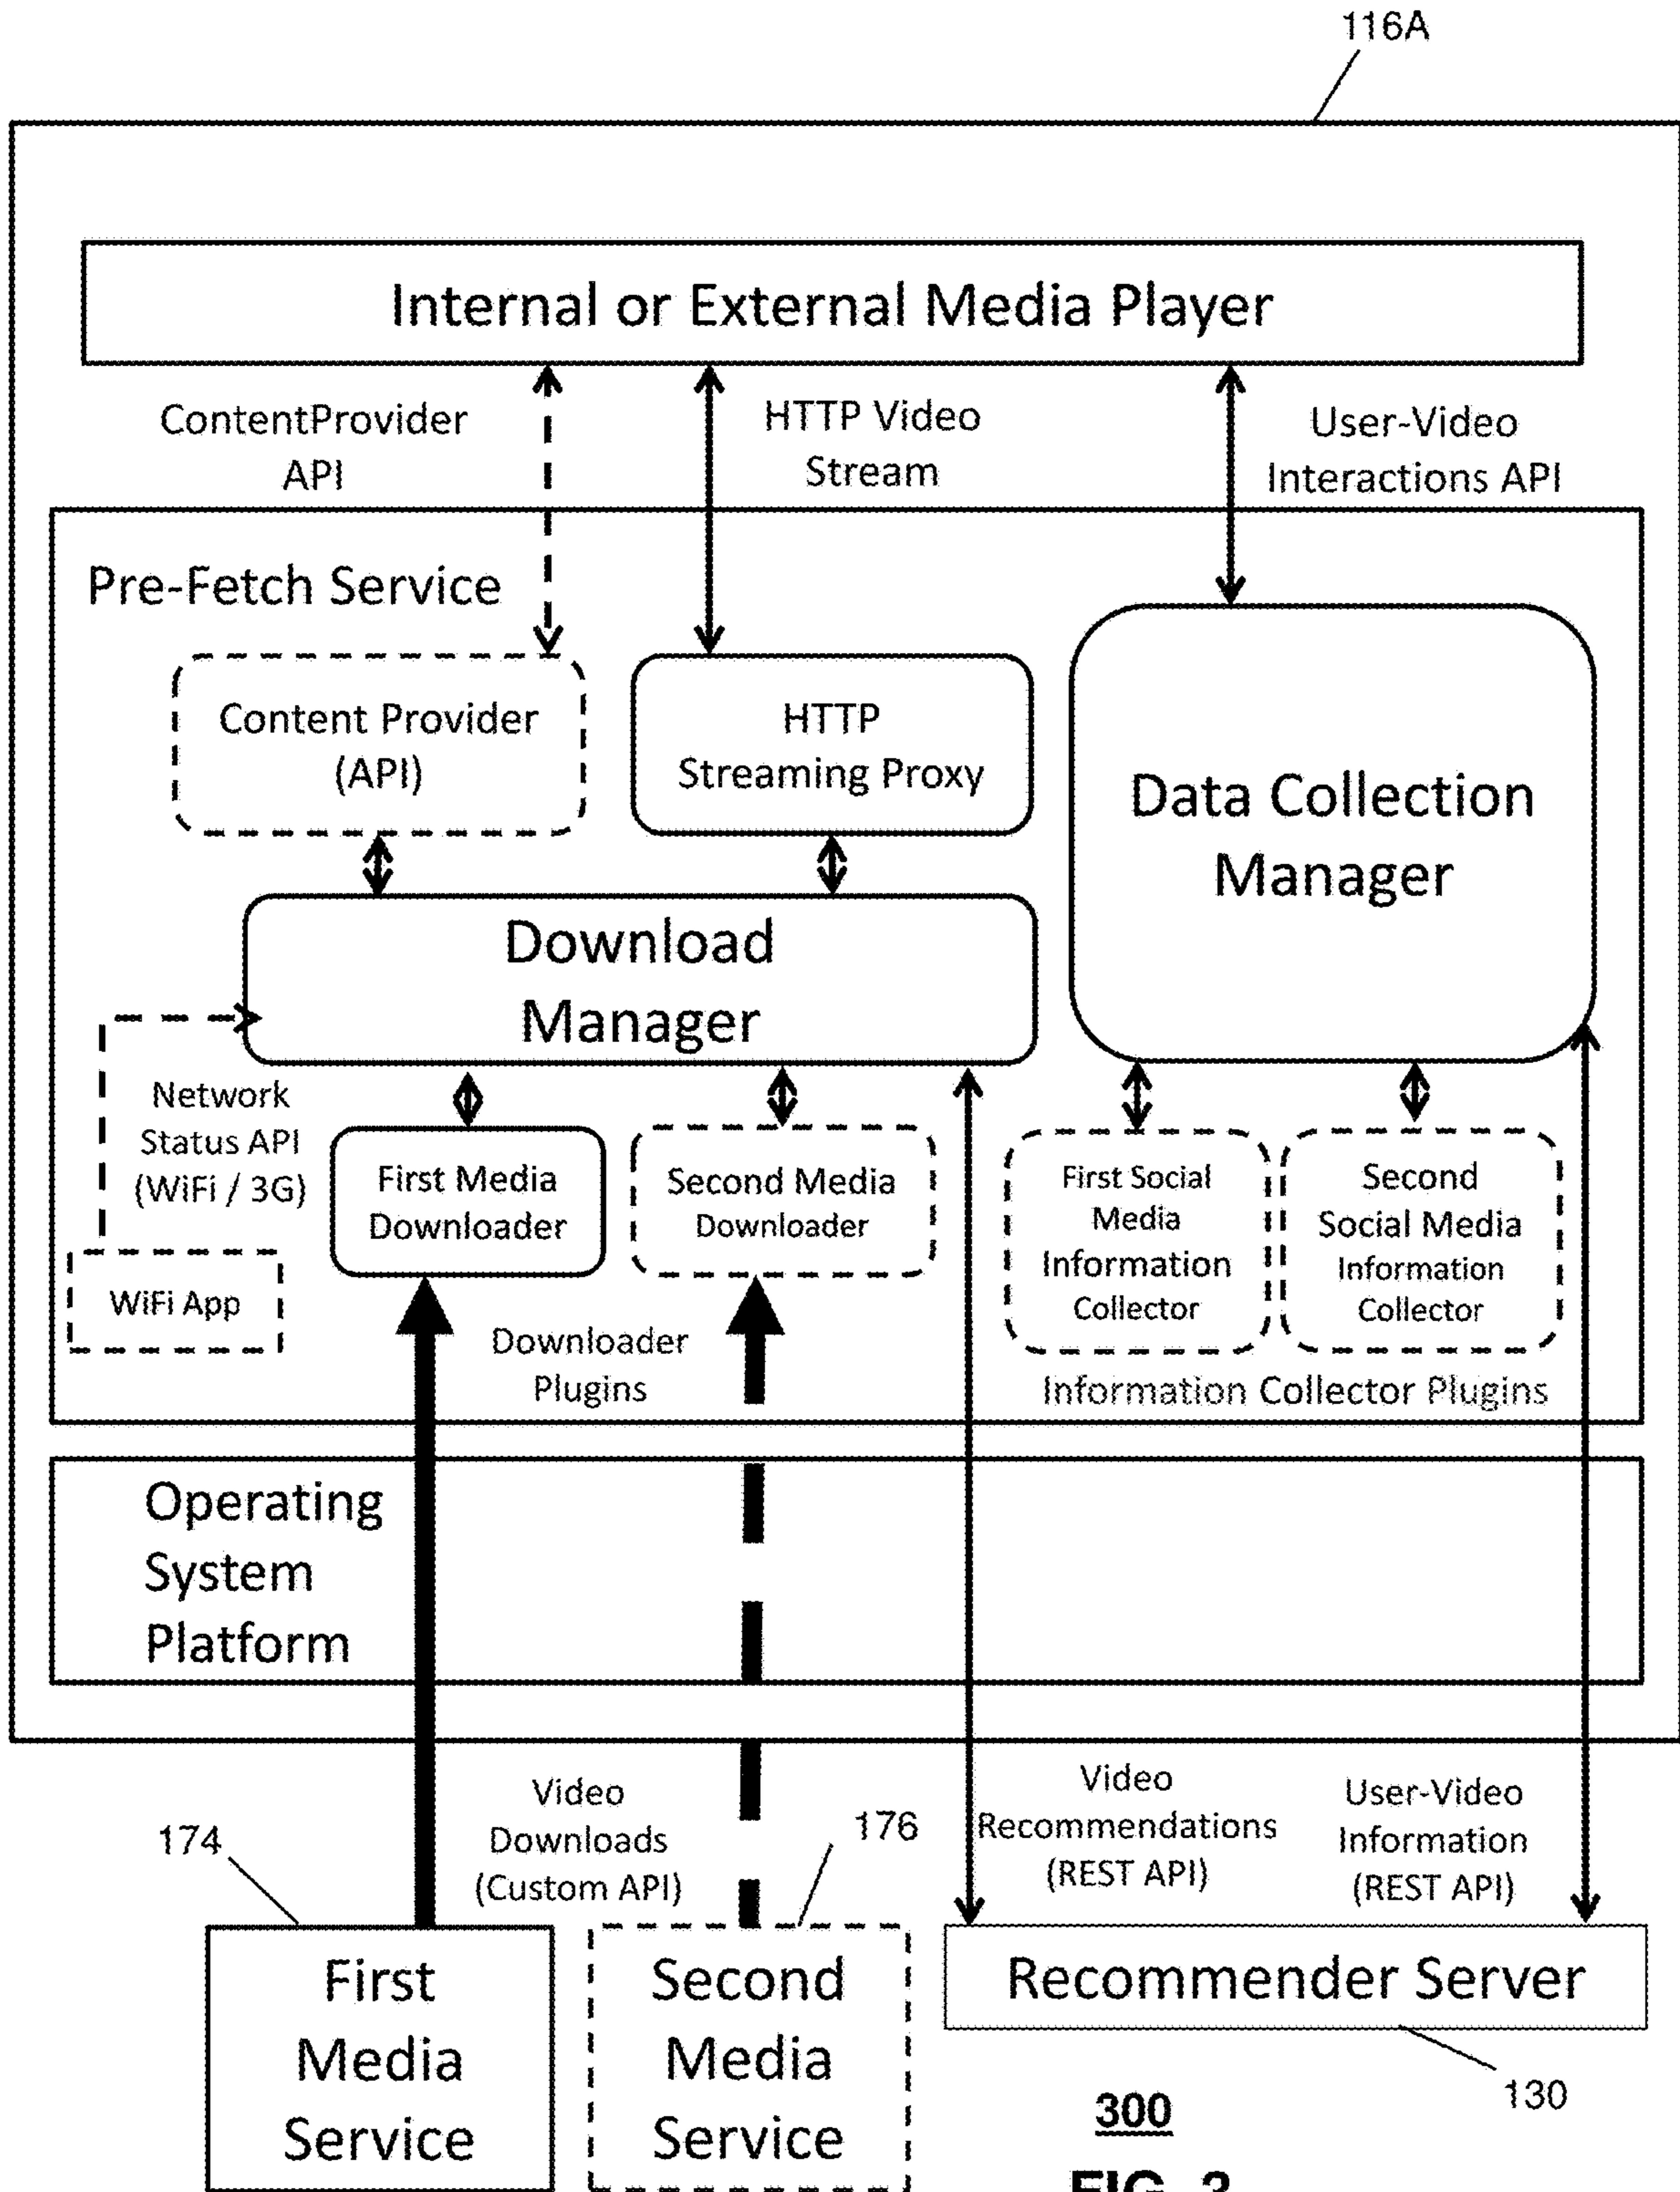 116A
Internal or External Media Player
ContentProvider
API
HTTP Video
Stream
User-Video
Interactions API
Pre-Fetch Service
Content Provider
(API)
HTTP
Streaming Proxy
Data Collection
Manager
Download
Manager
Network
Status API
(WiFi / 3G)
WiFi App
First Media
Downloader
Second Media
Downloader
First Social
Media
Information
Collector
Second
Social Media
Information
Collector
Downloader
Plugins
Information Collector Plugins
Operating
System
Platform
174
Video
Downloads
(Custom API)
176
Video
Recommendations
(REST API)
User-Video
Information
(REST API)
First
Media
Service
Second
Media
Service
Recommender Server
130
300
FIG.